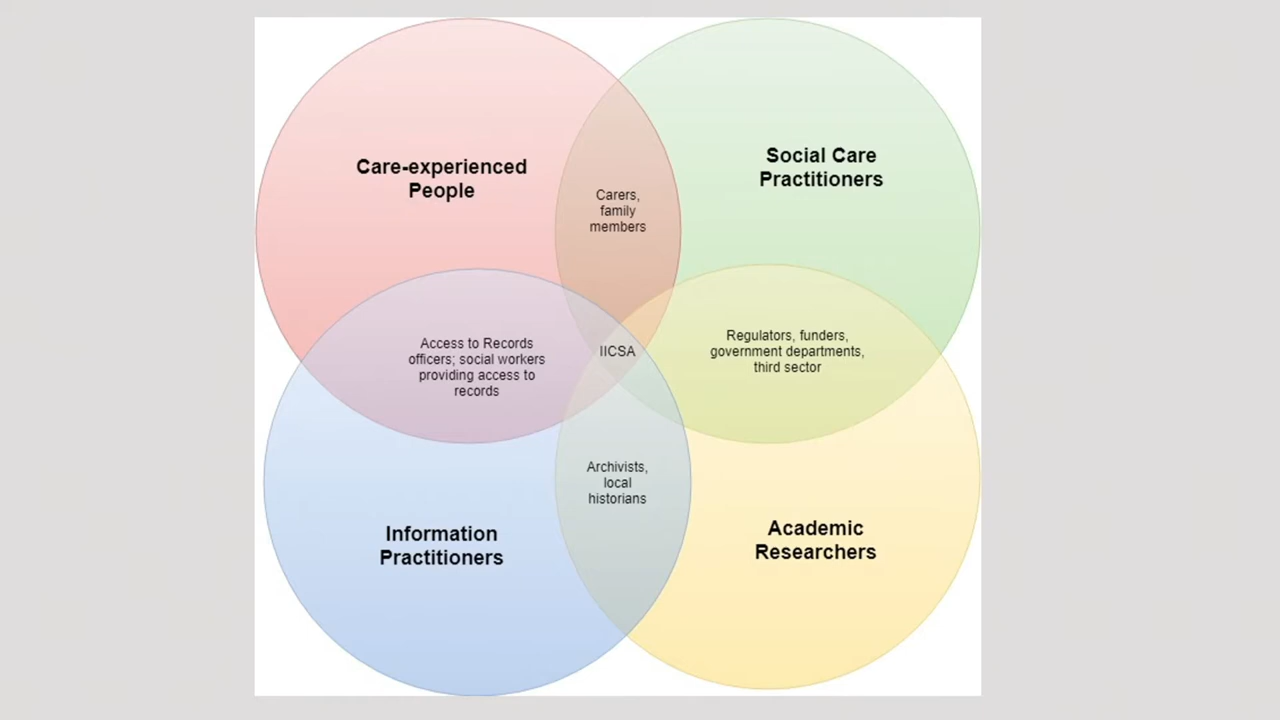 Care-experienced
People
Social Care
Practitioners
Carers,
family
members
Access to Records
officers; social workers
providing access to
records
IICSA
Regulators, funders,
government departments,
third sector
Archivists,
local
historians
Information
Practitioners
Academic
Researchers